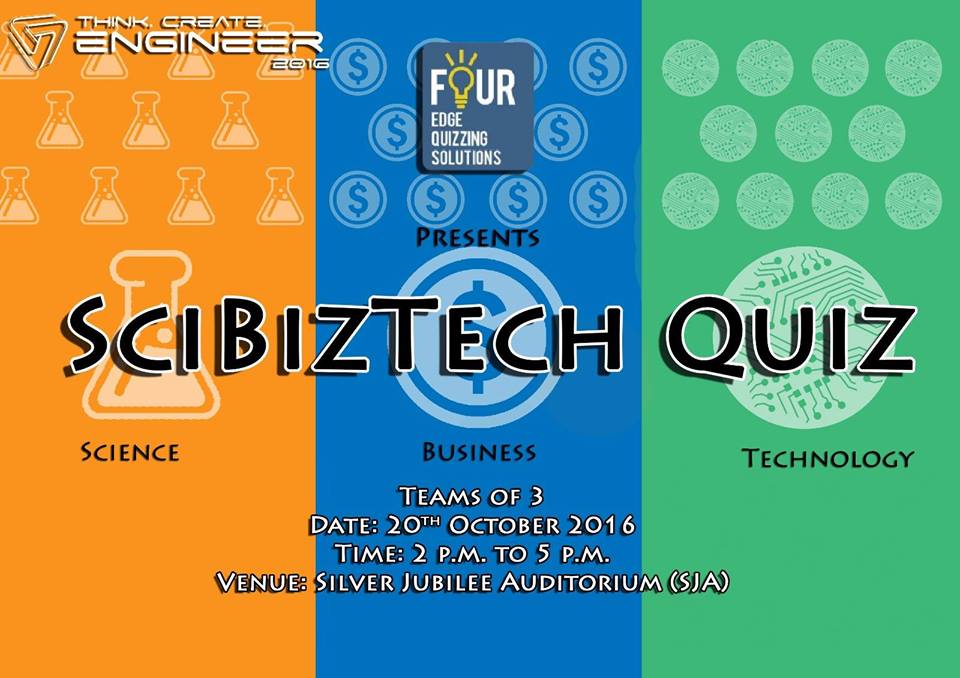 THINK. CREATE.
ENGINEER
2016
FOUR
EDGE
QUIZZING
SOLUTIONS
PRESENTS
SCIBIZTECH QUIZ
SCIENCE
BUSINESS
TECHNOLOGY
TEAMS OF 3
DATE: 20TH OCTOBER 2016
TIME: 2 P.M. TO 5 P.M.
VENUE: SILVER JUBILEE AUDITORIUM (SJA)